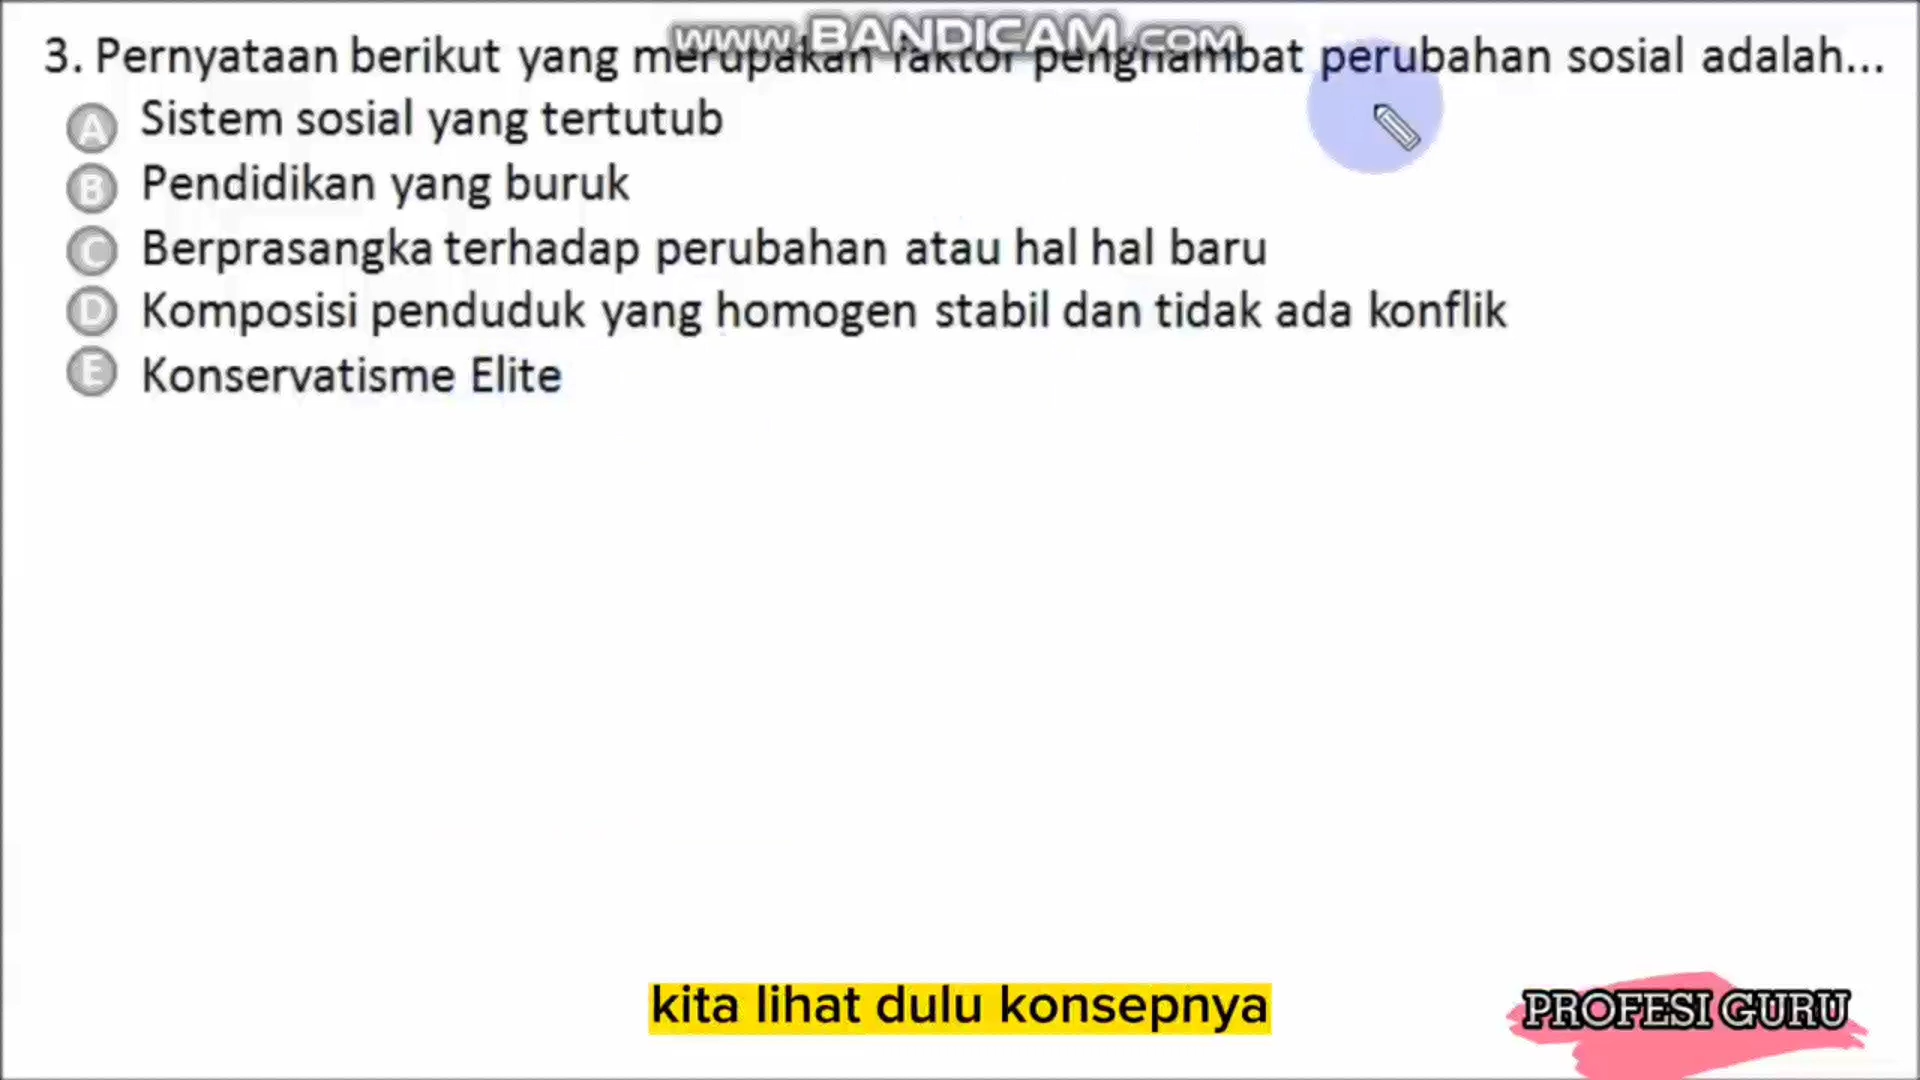 www.BANDICAM.com
3. Pernyataan berikut yang merupakan faktor penghambat perubahan sosial adalah...
A Sistem sosial yang tertutub
B Pendidikan yang buruk
C Berprasangka terhadap perubahan atau hal hal baru
D Komposisi penduduk yang homogen stabil dan tidak ada konflik
E Konservatisme Elite
kita lihat dulu konsepnya
PROFESI GURU